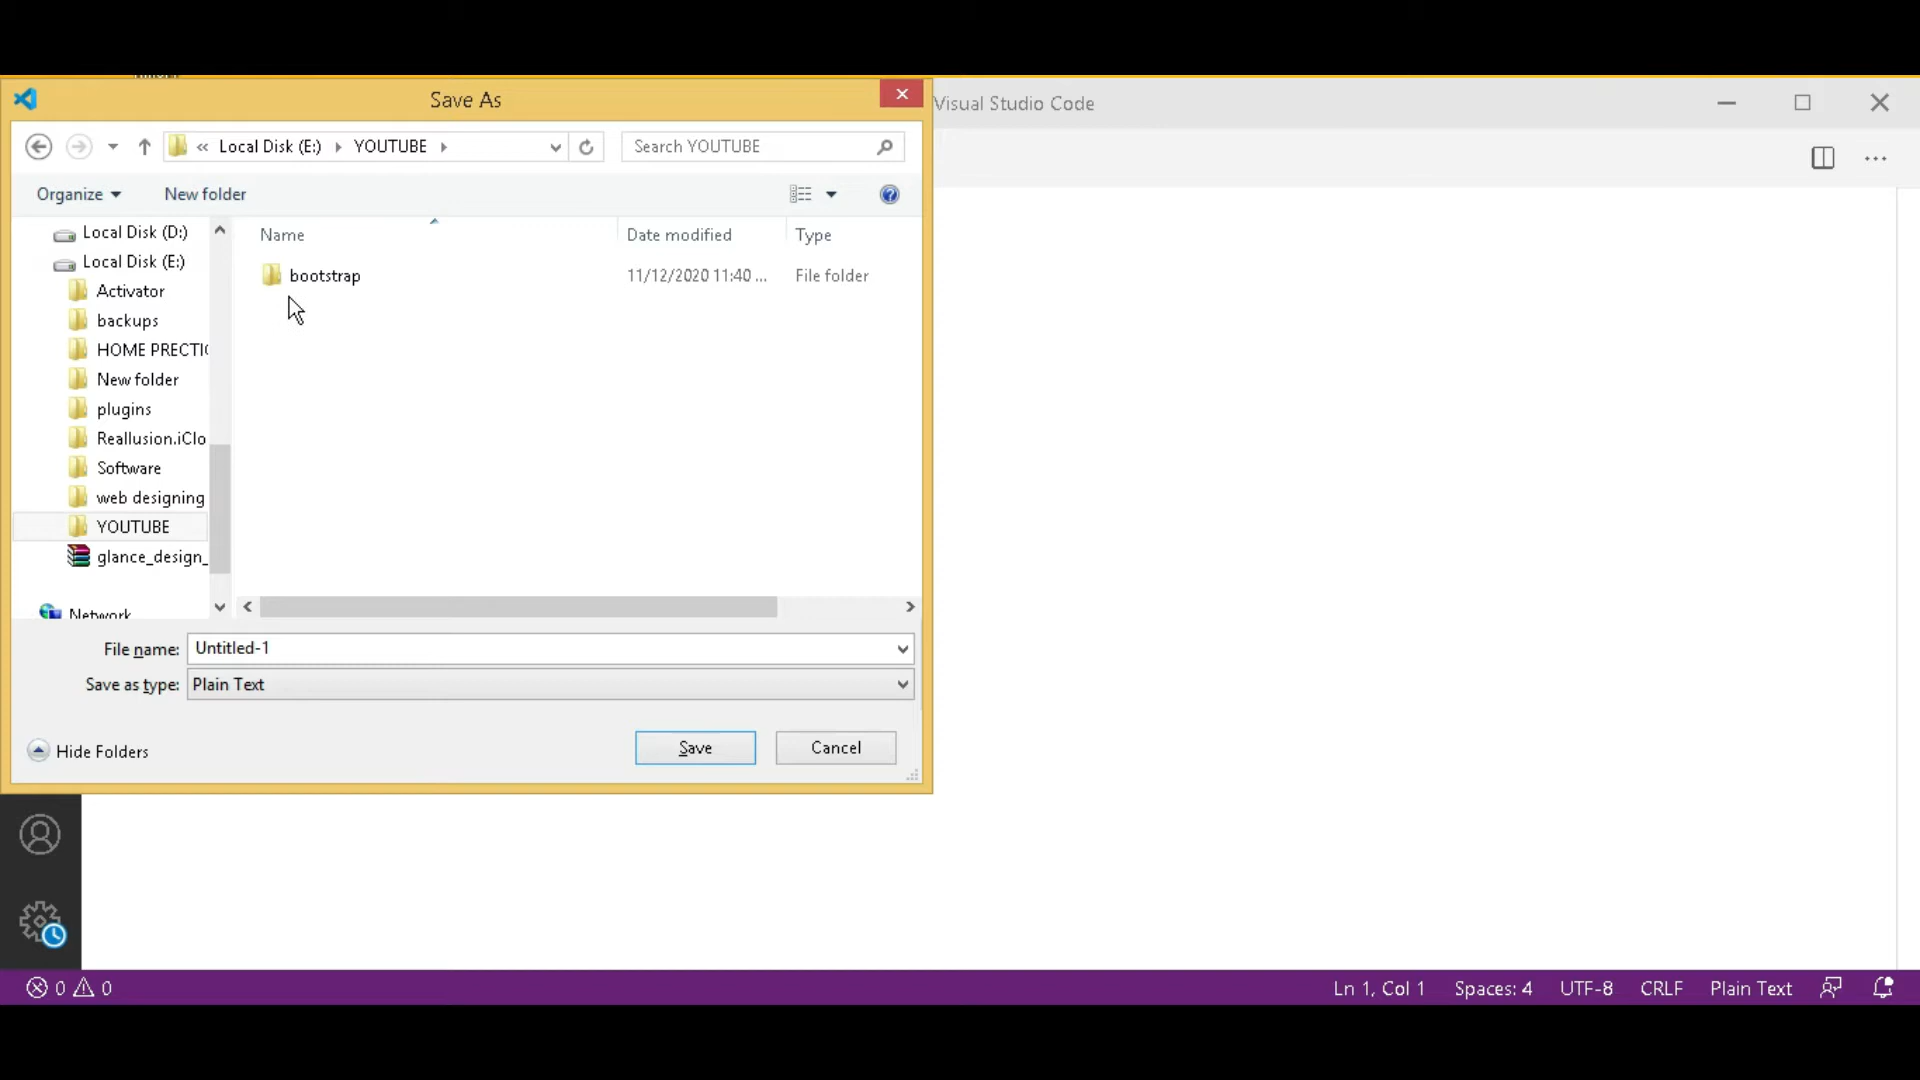 Save As
Visual Studio Code
« Local Disk (E:) YOUTUBE
Search YOUTUBE
Organize
New folder
Name
Date modified
Type
bootstrap
11/12/2020 11:40 ...
File folder
Local Disk (D:)
Local Disk (E:)
Activator
backups
HOME PRECTI
New folder
plugins
Reallusion.iClo
Software
web designing
YOUTUBE
glance_design_
Network
File name:
Untitled-1
Save as type:
Plain Text
Hide Folders
Save
Cancel
0
0
Ln 1, Col 1
Spaces: 4
UTF-8
CRLF
Plain Text